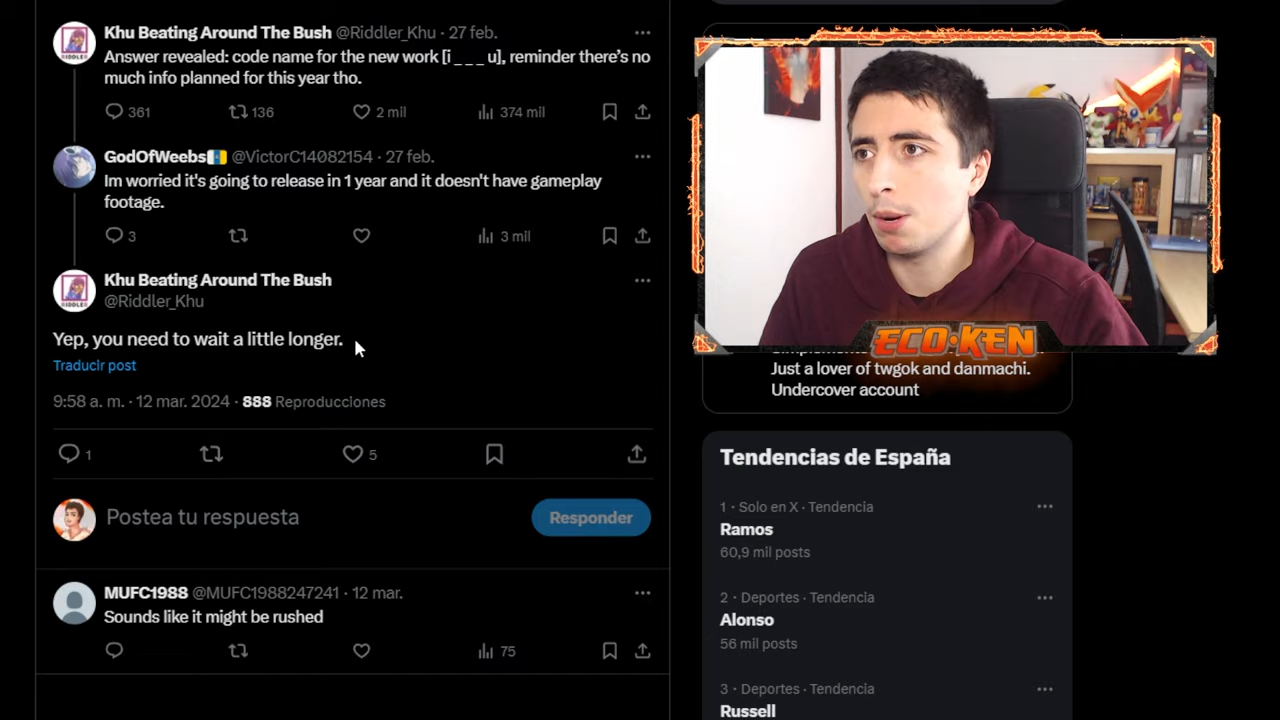 Khu Beating Around The Bush @Riddler_Khu · 27 feb.
Answer revealed: code name for the new work [i _ _ _ u], reminder there's no
much info planned for this year tho.
361 136 2 mil 374 mil
GodOfWeebs @VictorC14082154 · 27 feb.
Im worried it's going to release in 1 year and it doesn't have gameplay
footage.
3 3 mil
Khu Beating Around The Bush
@Riddler_Khu
Yep, you need to wait a little longer.
Traducir post
9:58 a. m. · 12 mar. 2024 · 888 Reproducciones
1 5
Postea tu respuesta
Responder
MUFC1988 @MUFC1988247241 · 12 mar.
Sounds like it might be rushed
75
ECO·KEN
Just a lover of twgok and danmachi.
Undercover account
Tendencias de España
1 · Solo en X · Tendencia
Ramos
60,9 mil posts
2 · Deportes · Tendencia
Alonso
56 mil posts
3 · Deportes · Tendencia
Russell